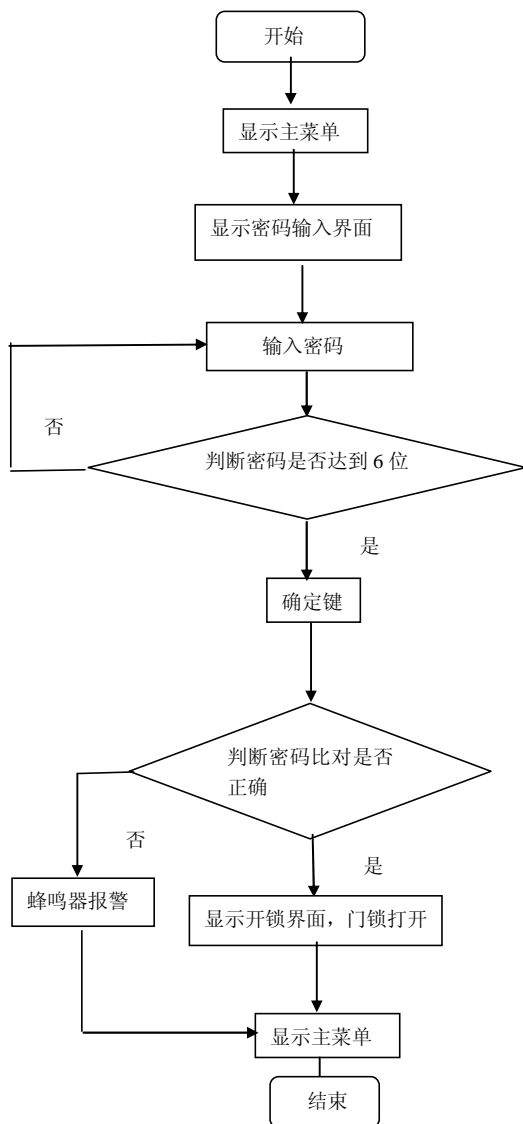 开始
显示主菜单
显示密码输入界面
输入密码
否
判断密码是否达到 6 位
是
确定键
判断密码比对是否
正确
否
是
蜂鸣器报警
显示开锁界面，门锁打开
显示主菜单
结束